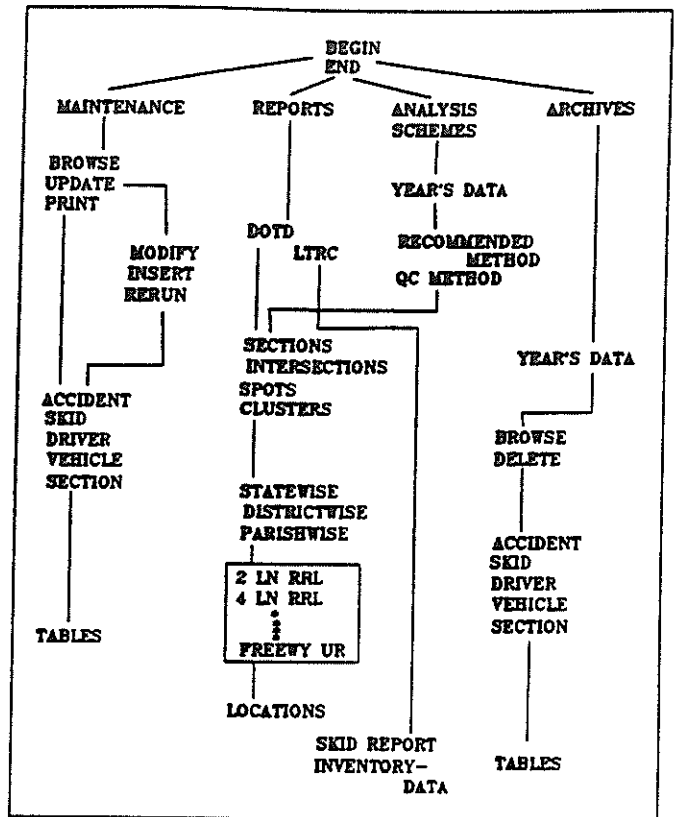 BEGIN
END
MAINTENANCE
REPORTS
ANALYSIS
SCHEMES
ARCHIVES
BROWSE
UPDATE
PRINT
MODIFY
INSERT
RERUN
ACCIDENT
SKID
DRIVER
VEHICLE
SECTION
TABLES
DOTD
LTRC
YEAR'S DATA
RECOMMENDED
METHOD
QC METHOD
SECTIONS
INTERSECTIONS
SPOTS
CLUSTERS
STATEWISE
DISTRICTWISE
PARISHWISE
2 LN RRL
4 LN RRL
*
*
*
*
FREEWY UR
LOCATIONS
SKID REPORT
INVENTORY-
DATA
YEAR'S DATA
BROWSE
DELETE
ACCIDENT
SKID
DRIVER
VEHICLE
SECTION
TABLES